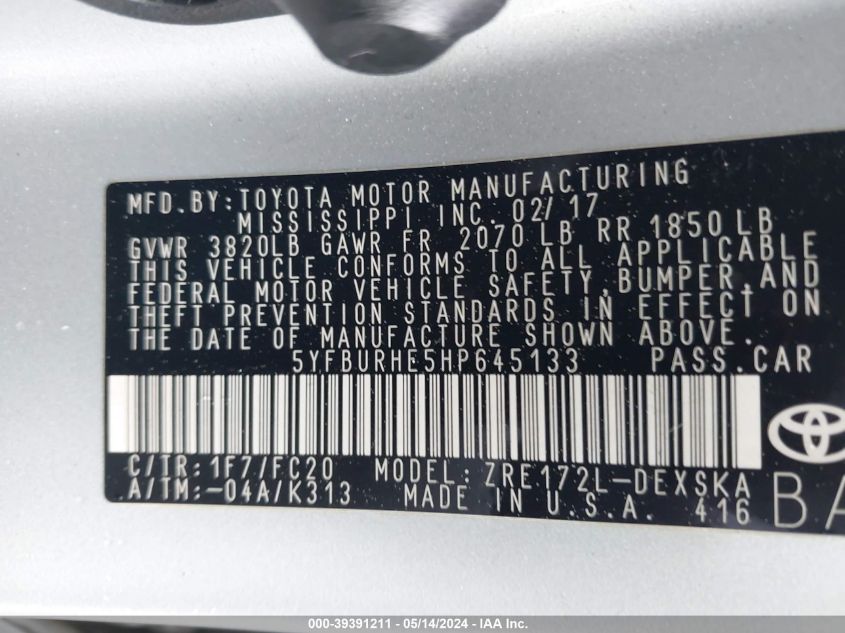 MFD.BY:TOYOTA MOTOR MANUFACTURING
MISSISSIPPI INC. 02/17
GVWR 3820LB GAWR FR 2070 LB RR 1850 LB
THIS VEHICLE CONFORMS TO ALL APPLICABLE
FEDERAL MOTOR VEHICLE SAFETY,BUMPER,AND
THEFT PREVENTION STANDARDS IN EFFECT ON
THE DATE OF MANUFACTURE SHOWN ABOVE.
5YFBURHE5HP645133 PASS.CAR
C/TR:1F7/FC20 MODEL:ZRE172L-DEXSKA
A/TM:-04A/K313 MADE IN U.S.A. 416 BA
000-39391211 - 05/14/2024 - IAA Inc.